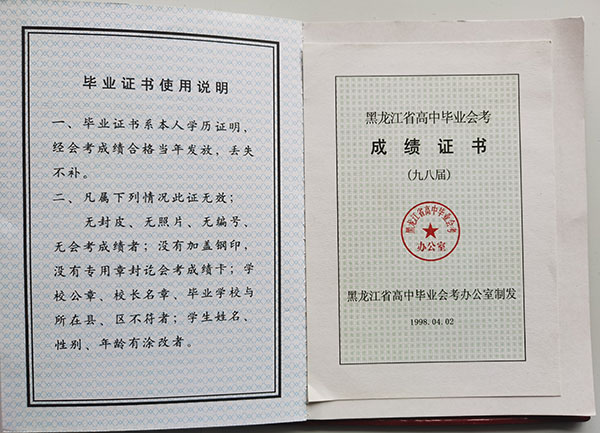 毕业证书使用说明
一、毕业证书系本人学历证明，
经会考成绩合格当年发放，丢失
不补。
二、凡属下列情况此证无效；
无封皮、无照片、无编号、
无会考成绩者；没有加盖钢印，
没有专用章封讫会考成绩卡；学
校公章、校长名章、毕业学校与
所在县、区不符者；学生姓名、
性别、年龄有涂改者。
黑龙江省高中毕业会考
成绩证书
（九八届）
黑龙江省高中毕业会考
办公室
黑龙江省高中毕业会考办公室制发
1998.04.02